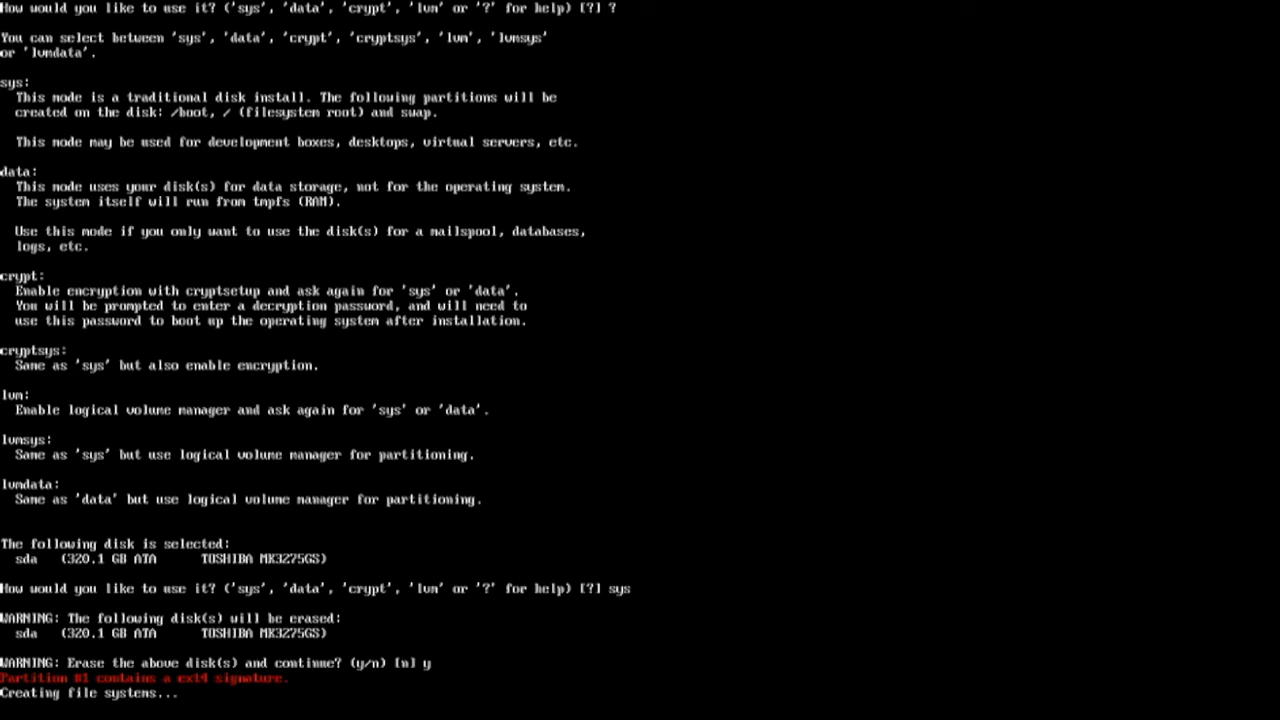 How would you like to use it? ('sys', 'data', 'crypt', 'lvm' or '?' for help) [?] ?
You can select between 'sys', 'data', 'crypt', 'cryptsys', 'lvm', 'lvmsys'
or 'lvmdata'.
sys:
This mode is a traditional disk install. The following partitions will be
created on the disk: /boot, / (filesystem root) and swap.
This mode may be used for development boxes, desktops, virtual servers, etc.
data:
This mode uses your disk(s) for data storage, not for the operating system.
The system itself will run from tmpfs (RAM).
Use this mode if you only want to use the disk(s) for a mailspool, databases,
logs, etc.
crypt:
Enable encryption with cryptsetup and ask again for 'sys' or 'data'.
You will be prompted to enter a decryption password, and will need to
use this password to boot up the operating system after installation.
cryptsys:
Same as 'sys' but also enable encryption.
lvm:
Enable logical volume manager and ask again for 'sys' or 'data'.
lvmsys:
Same as 'sys' but use logical volume manager for partitioning.
lvmdata:
Same as 'data' but use logical volume manager for partitioning.
The following disk is selected:
sda (320.1 GB ATA TOSHIBA MK3275GS)
How would you like to use it? ('sys', 'data', 'crypt', 'lvm' or '?' for help) [?] sys
WARNING: The following disk(s) will be erased:
sda (320.1 GB ATA TOSHIBA MK3275GS)
WARNING: Erase the above disk(s) and continue? (y/n) [n] y
Partition #1 contains a ext4 signature.
Creating file systems...